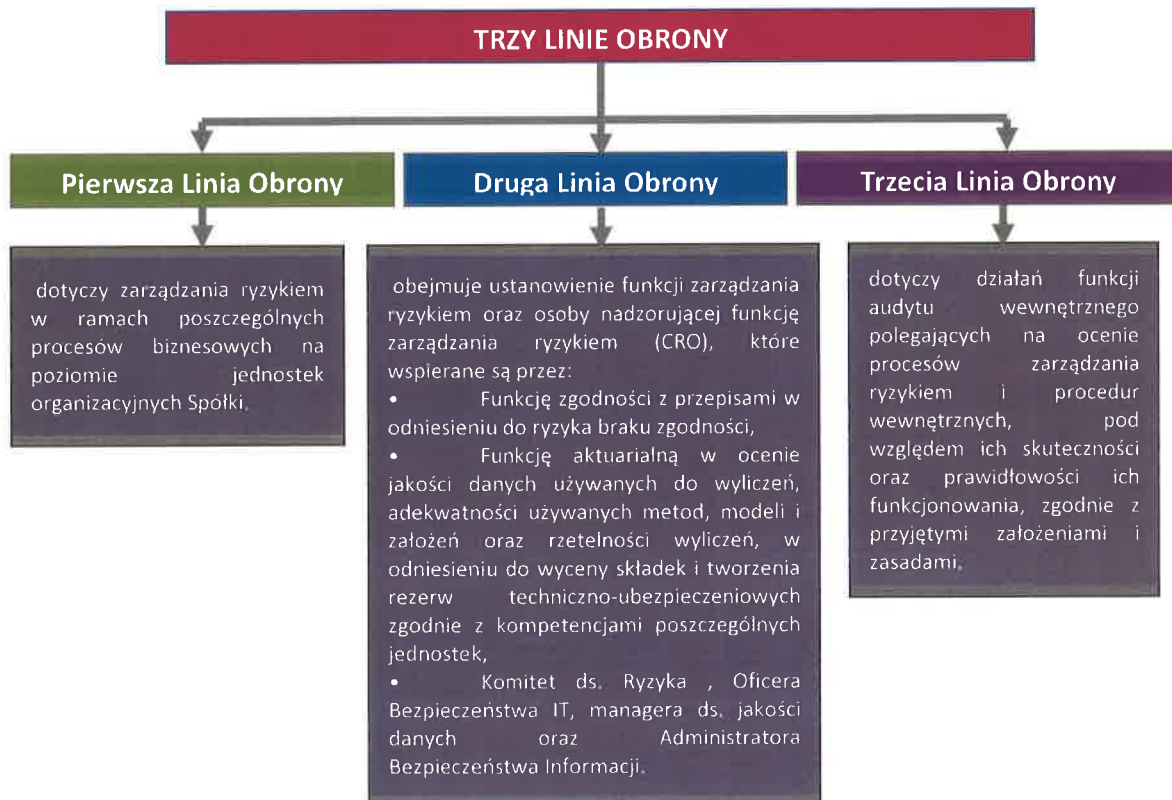 TRZY LINIE OBRONY
Pierwsza Linia Obrony
dotyczy zarządzania ryzykiem
w ramach poszczególnych
procesów biznesowych na
poziomie jednostek
organizacyjnych Spółki.
Druga Linia Obrony
obejmuje ustanowienie funkcji zarządzania
ryzykiem oraz osoby nadzorującej funkcję
zarządzania ryzykiem (CRO), które
wspierane są przez:
• Funkcję zgodności z przepisami w
odniesieniu do ryzyka braku zgodności,
• Funkcję aktuarialną w ocenie
jakości danych używanych do wyliczeń,
adekwatności używanych metod, modeli i
założeń oraz rzetelności wyliczeń, w
odniesieniu do wyceny składek i tworzenia
rezerw techniczno-ubezpieczeniowych
zgodnie z kompetencjami poszczególnych
jednostek,
• Komitet ds. Ryzyka , Oficera
Bezpieczeństwa IT, managera ds. jakości
danych oraz Administratora
Bezpieczeństwa Informacji.
Trzecia Linia Obrony
dotyczy działań funkcji
audytu wewnętrznego
polegających na ocenie
procesów zarządzania
ryzykiem i procedur
wewnętrznych, pod
względem ich skuteczności
oraz prawidłowości ich
funkcjonowania, zgodnie z
przyjętymi założeniami i
zasadami.